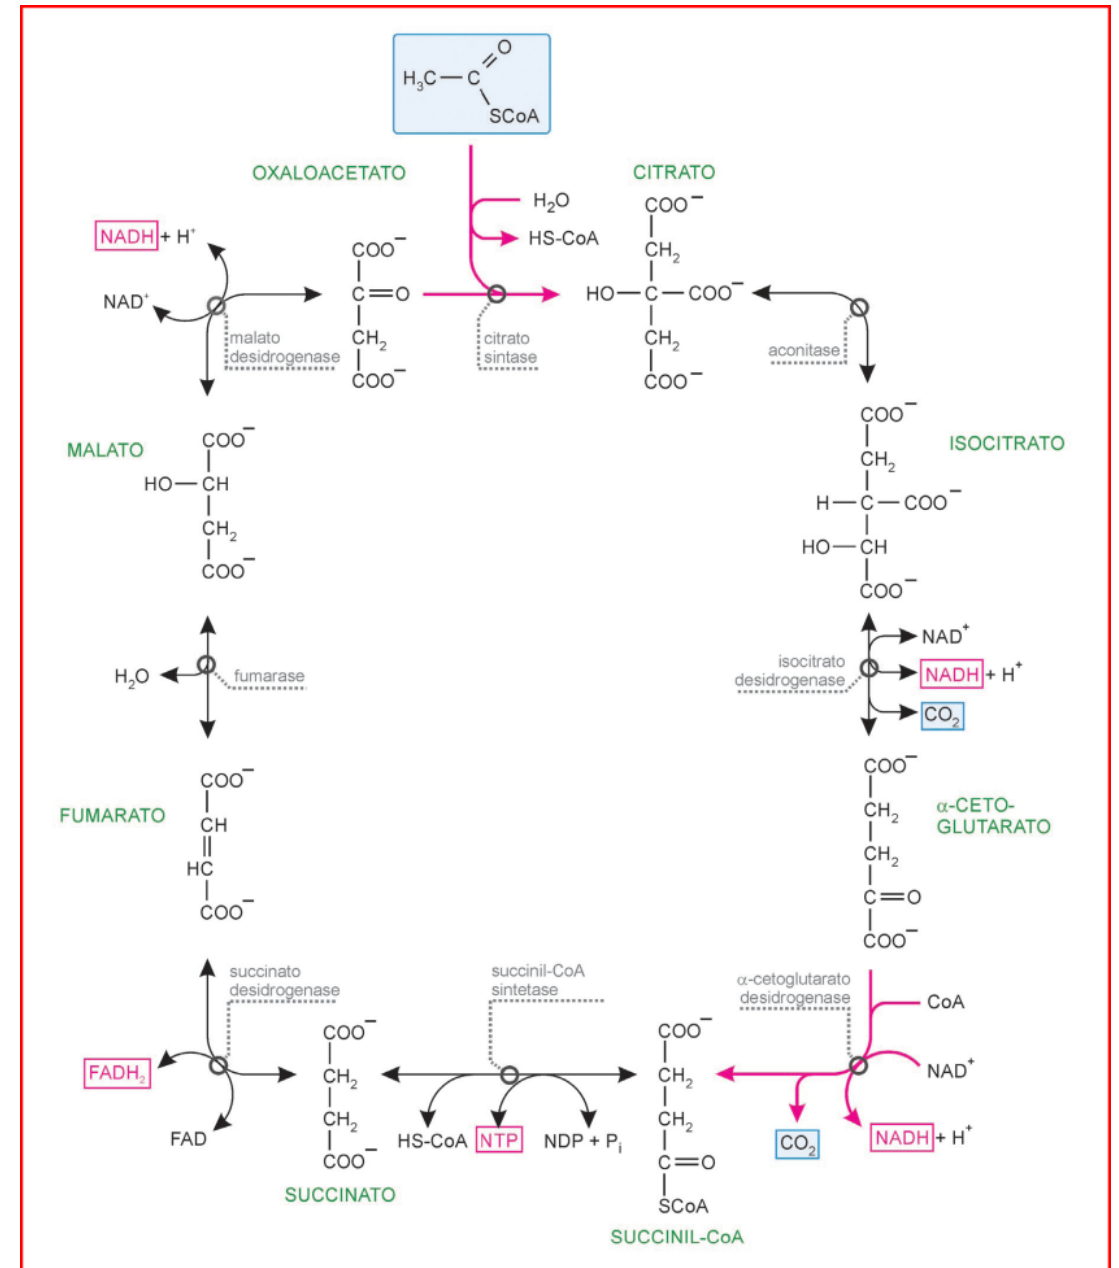 O
H₃C — C
SCoA
OXALOACETATO
CITRATO
H₂O
HS-CoA
NADH + H⁺
NAD⁺
COO⁻
C=O
CH₂
COO⁻
malato
desidrogenase
citrato
sintase
COO⁻
CH₂
HO—C—COO⁻
CH₂
COO⁻
aconitase
MALATO
COO⁻
HO—CH
CH₂
COO⁻
ISOCITRATO
COO⁻
CH₂
H—C—COO⁻
HO—CH
COO⁻
H₂O
fumarase
isocitrato
desidrogenase
NAD⁺
NADH + H⁺
CO₂
FUMARATO
COO⁻
CH
HC
COO⁻
α-CETO-
GLUTARATO
COO⁻
CH₂
CH₂
C=O
COO⁻
succinato
desidrogenase
succinil-CoA
sintetase
α-cetoglutarato
desidrogenase
CoA
NAD⁺
NADH + H⁺
CO₂
FADH₂
FAD
COO⁻
CH₂
CH₂
COO⁻
SUCCINATO
HS-CoA
NTP
NDP + Pᵢ
COO⁻
CH₂
CH₂
C=O
SCoA
SUCCINIL-CoA